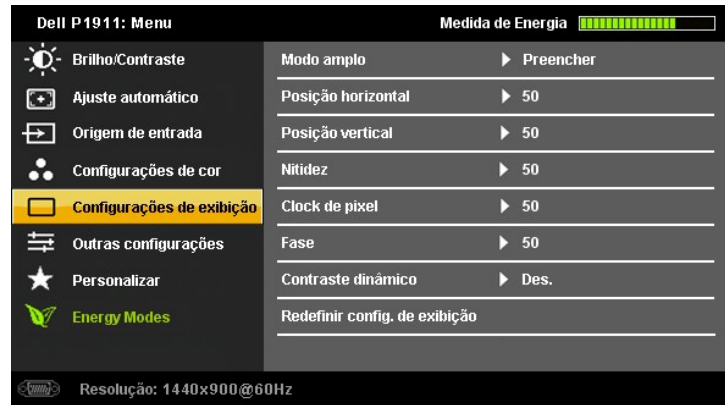 Dell P1911: Menu
Medida de Energia
Brilho/Contraste
Ajuste automático
Origem de entrada
Configurações de cor
Configurações de exibição
Outras configurações
Personalizar
Energy Modes
Modo amplo Preencher
Posição horizontal 50
Posição vertical 50
Nitidez 50
Clock de pixel 50
Fase 50
Contraste dinâmico Des.
Redefinir config. de exibição
Resolução: 1440x900@60Hz